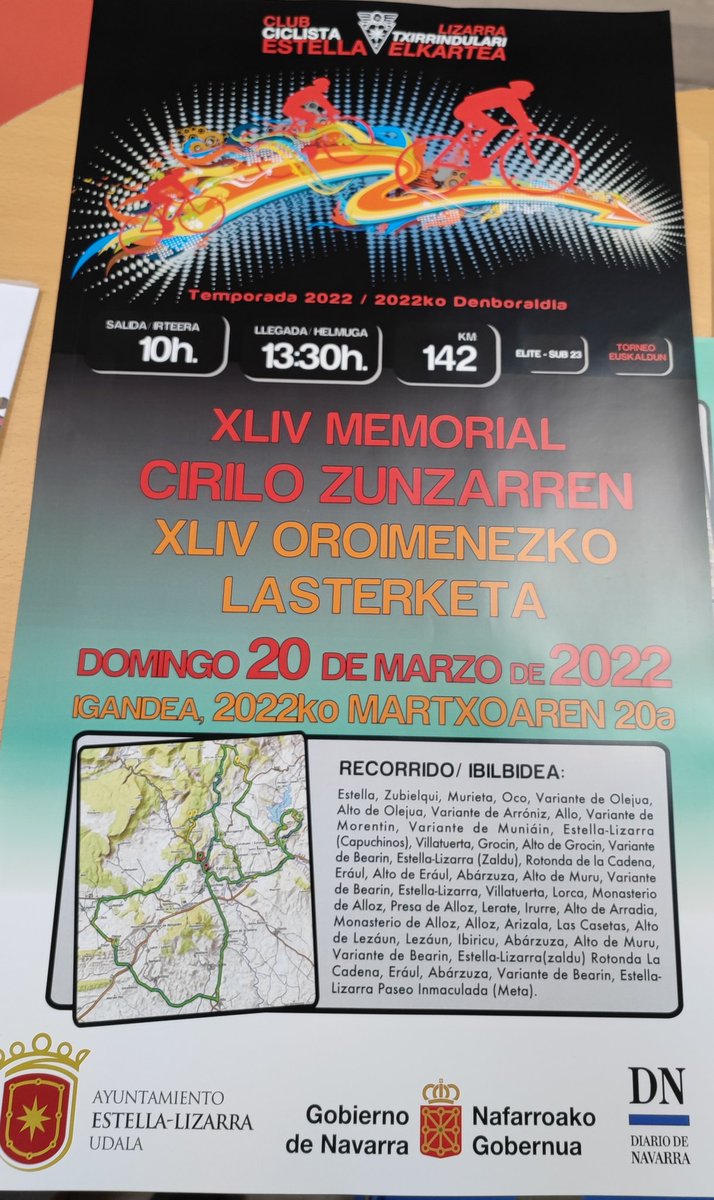 CLUB
CICLISTA
ESTELLA
LIZARRA
TXIRRINDULARI
ELKARTEA
Temporada 2022 / 2022ko Denboraldia
SALIDA/IRTEERA
10h.
LLEGADA/HELMUGA
13:30h.
KM
142
ELITE - SUB 23
TORNEO
EUSKALDUN
XLIV MEMORIAL
CIRILO ZUNZARREN
XLIV OROIMENEZKO
LASTERKETA
DOMINGO 20 DE MARZO DE 2022
IGANDEA, 2022ko MARTXOAREN 20a
RECORRIDO/ IBILBIDEA:
Estella, Zubielqui, Murieta, Oco, Variante de Olejua,
Alto de Olejua, Variante de Arróniz, Allo, Variante de
Morentin, Variante de Muniáin, Estella-Lizarra
(Capuchinos), Villatuerta, Grocin, Alto de Grocin, Variante
de Bearin, Estella-Lizarra (Zaldu), Rotonda de la Cadena,
Eraúl, Alto de Eraúl, Abárzuza, Alto de Muru, Variante
de Bearin, Estella-Lizarra, Villatuerta, Lorca, Monasterio
de Alloz, Presa de Alloz, Lerate, Irurre, Alto de Arradia,
Monasterio de Alloz, Alloz, Arizala, Las Casetas, Alto
de Lezáun, Lezáun, Ibiricu, Abárzuza, Alto de Muru,
Variante de Bearin, Estella-Lizarra(zaldu) Rotonda La
Cadena, Eraúl, Abárzuza, Variante de Bearin, Estella-
Lizarra Paseo Inmaculada (Meta).
AYUNTAMIENTO
ESTELLA-LIZARRA
UDALA
Gobierno
de Navarra
Nafarroako
Gobernua
DN
DIARIO DE
NAVARRA